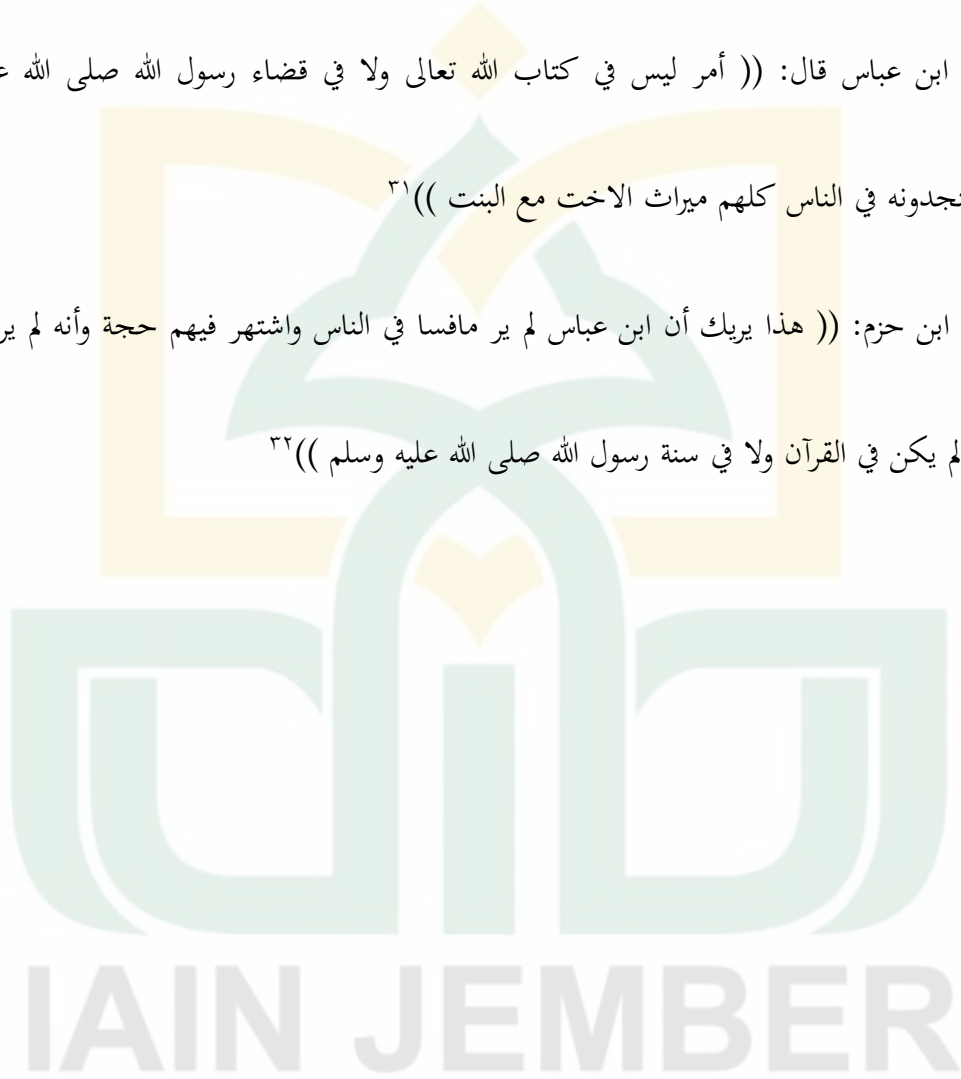 ابن عباس قال: (( أمر ليس في كتاب الله تعالى ولا في قضاء رسول الله صلى الله
تجدونه في الناس كلهم ميراث الاخت مع البنت ))٣١
ابن حزم: (( هذا يريك أن ابن عباس لم ير مافسا في الناس واشتهر فيهم حجة وأنه لم ير
لم يكن في القرآن ولا في سنة رسول الله صلى الله عليه وسلم ))٣٢
IAIN JEMBER